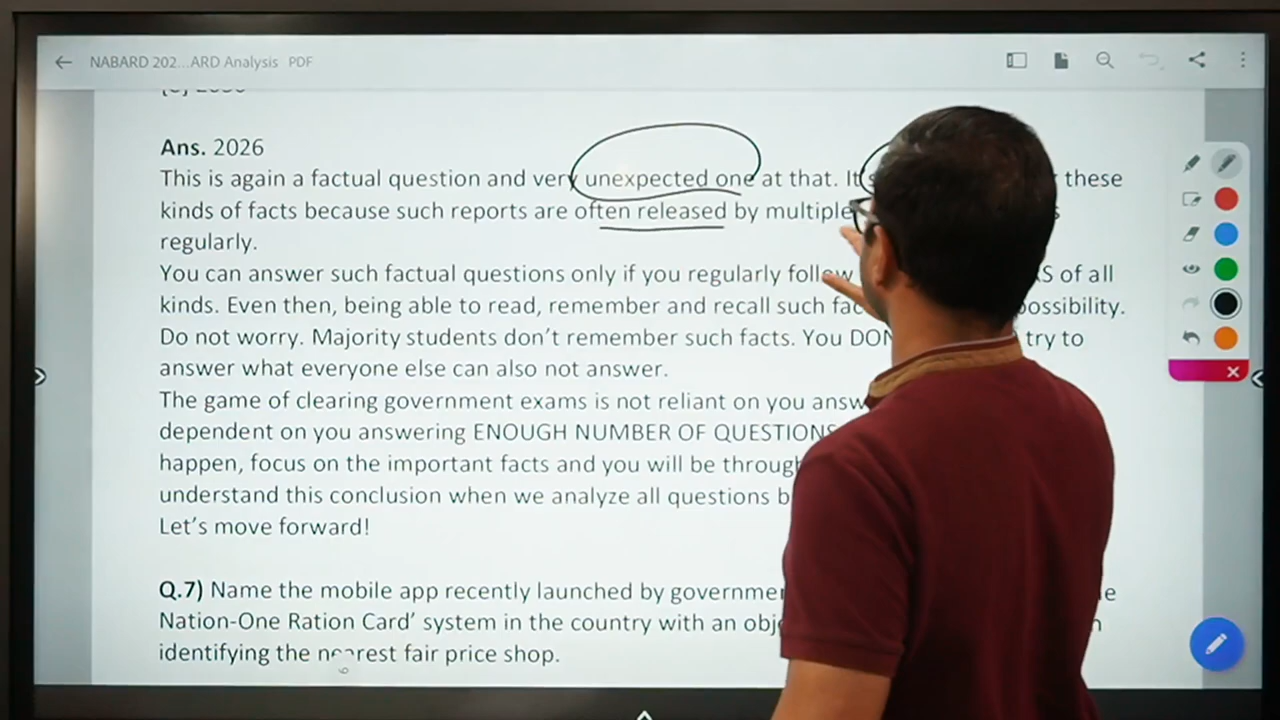 NABARD 202...ARD Analysis PDF
Ans. 2026
This is again a factual question and very unexpected one at that. It's these
kinds of facts because such reports are often released by multiple
regularly.
You can answer such factual questions only if you regularly follow of all
kinds. Even then, being able to read, remember and recall such possibility.
Do not worry. Majority students don't remember such facts. You try to
answer what everyone else can also not answer.
The game of clearing government exams is not reliant on you
dependent on you answering ENOUGH NUMBER OF QUESTIONS
happen, focus on the important facts and you will be through
understand this conclusion when we analyze all questions
Let's move forward!
Q.7) Name the mobile app recently launched by
Nation-One Ration Card' system in the country with an
identifying the nearest fair price shop.